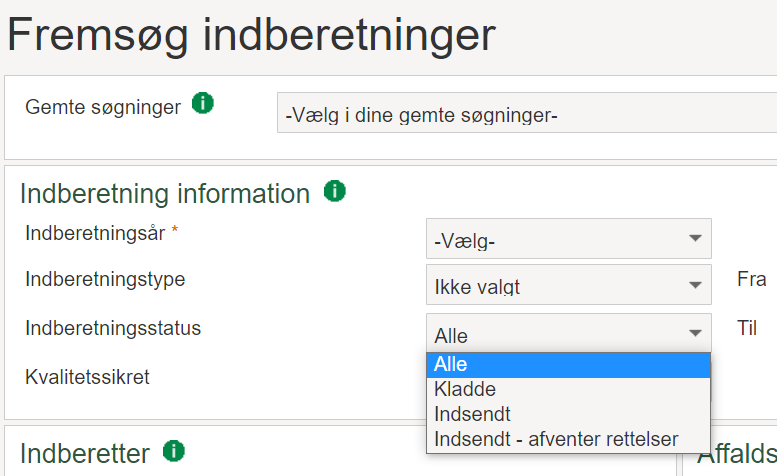 Fremsøg indberetninger
Gemte søgninger
-Vælg i dine gemte søgninger-
Indberetning information
Indberetningsår *
-Vælg-
Indberetningstype
Ikke valgt
Fra
Indberetningsstatus
Alle
Til
Alle
Kvalitetssikret
Kladde
Indsendt
Indsendt - afventer rettelser
Indberetter
Affalds